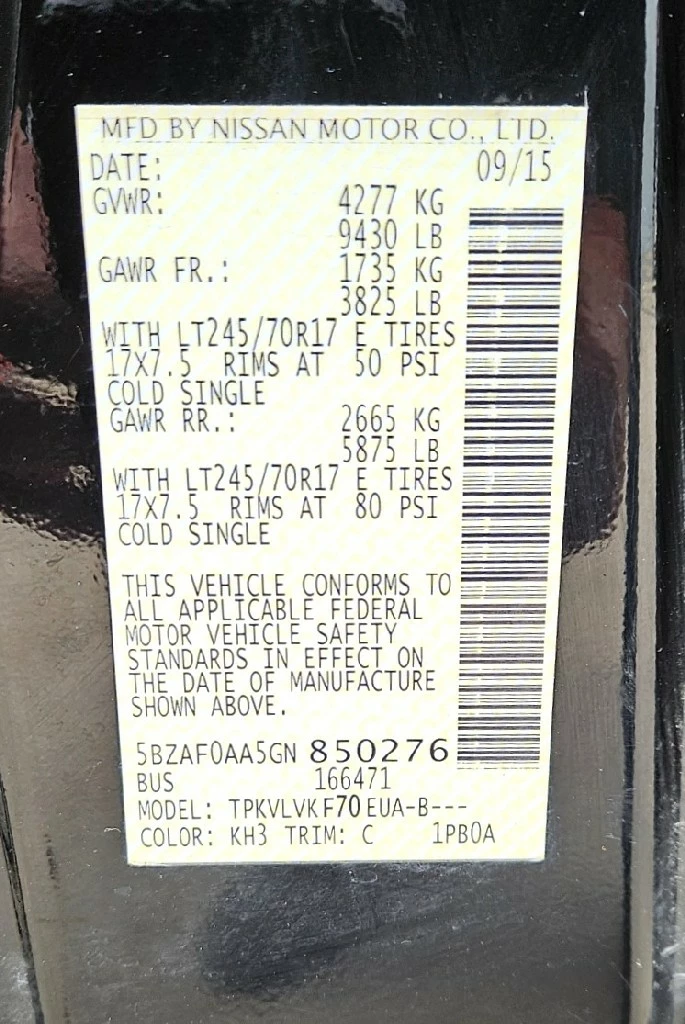 MFD BY NISSAN MOTOR CO., LTD.
DATE: 09/15
GVWR: 4277 KG
9430 LB
GAWR FR.: 1735 KG
3825 LB
WITH LT245/70R17 E TIRES
17X7.5 RIMS AT 50 PSI
COLD SINGLE
GAWR RR.: 2665 KG
5875 LB
WITH LT245/70R17 E TIRES
17X7.5 RIMS AT 80 PSI
COLD SINGLE
THIS VEHICLE CONFORMS TO
ALL APPLICABLE FEDERAL
MOTOR VEHICLE SAFETY
STANDARDS IN EFFECT ON
THE DATE OF MANUFACTURE
SHOWN ABOVE.
5BZAF0AA5GN 850276
BUS 166471
MODEL: TPKVLVKF70EUA-B---
COLOR: KH3 TRIM: C 1PB0A